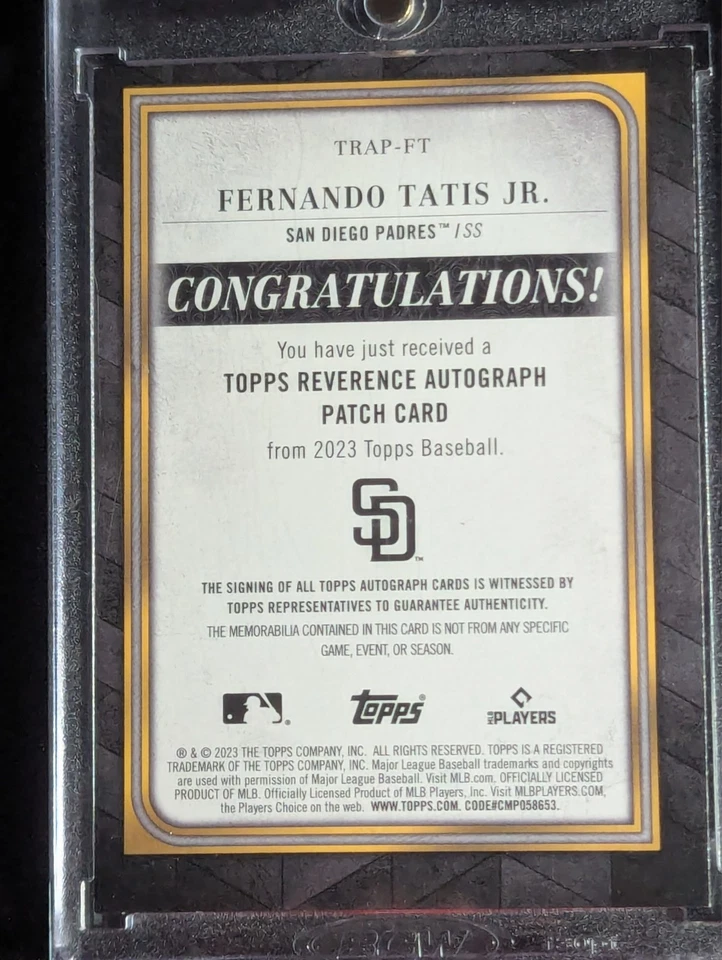 TRAP-FT
FERNANDO TATIS JR.
SAN DIEGO PADRES™ / SS
CONGRATULATIONS!
You have just received a
TOPPS REVERENCE AUTOGRAPH
PATCH CARD
from 2023 Topps Baseball.
SD™
THE SIGNING OF ALL TOPPS AUTOGRAPH CARDS IS WITNESSED BY
TOPPS REPRESENTATIVES TO GUARANTEE AUTHENTICITY.
THE MEMORABILIA CONTAINED IN THIS CARD IS NOT FROM ANY SPECIFIC
GAME, EVENT, OR SEASON.
® Topps® MLB PLAYERS
® & © 2023 THE TOPPS COMPANY, INC. ALL RIGHTS RESERVED. TOPPS IS A REGISTERED
TRADEMARK OF THE TOPPS COMPANY, INC. Major League Baseball trademarks and copyrights
are used with permission of Major League Baseball. Visit MLB.com. OFFICIALLY LICENSED
PRODUCT OF MLB. Officially Licensed Product of MLB Players, Inc. Visit MLBPLAYERS.COM,
the Players Choice on the web. WWW.TOPPS.COM. CODE#CMP058653.